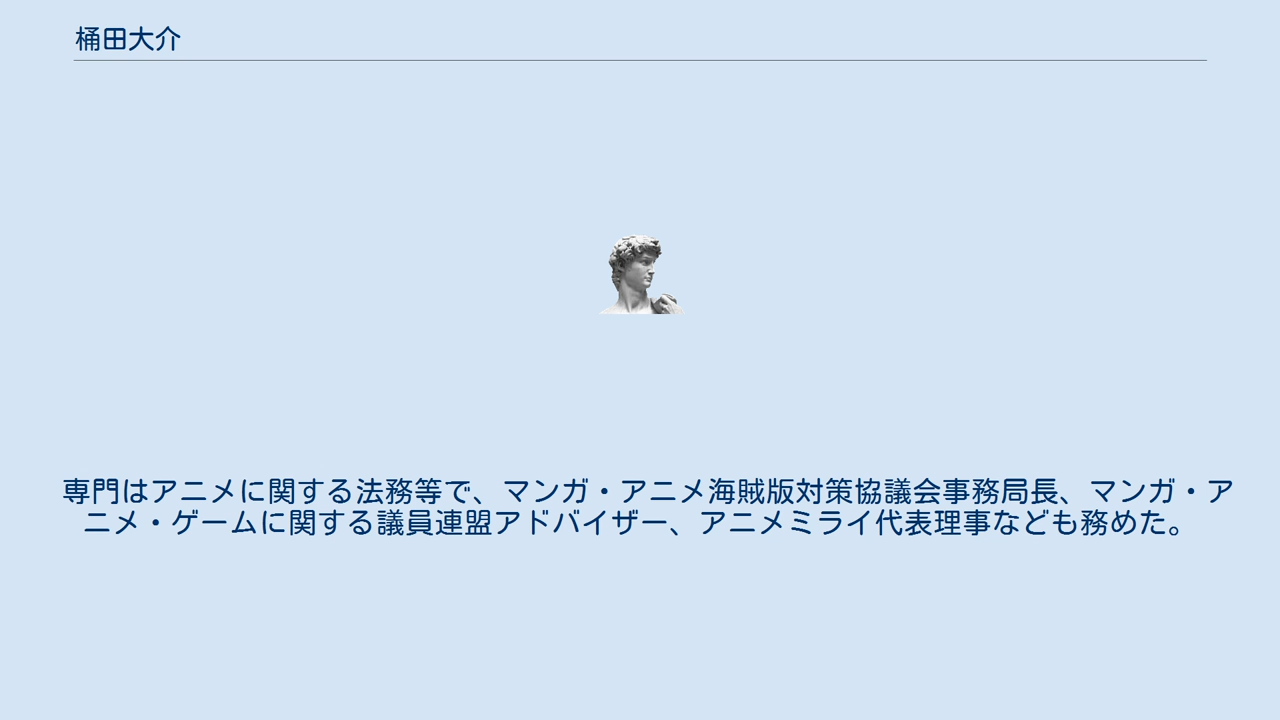 桶田大介
専門はアニメに関する法務等で、マンガ・アニメ海賊版対策協議会事務局長、マンガ・ア
ニメ・ゲームに関する議員連盟アドバイザー、アニメミライ代表理事なども務めた。